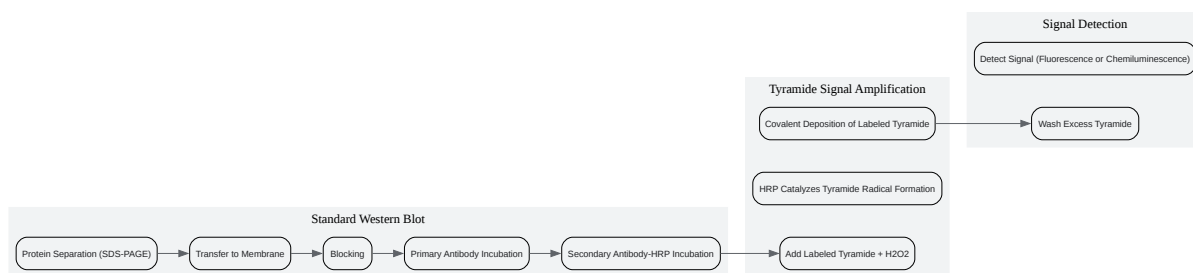 Signal Detection
Detect Signal (Fluorescence or Chemiluminescence)
Tyramide Signal Amplification
Covalent Deposition of Labeled Tyramide
Wash Excess Tyramide
HRP Catalyzes Tyramide Radical Formation
Standard Western Blot
Protein Separation (SDS-PAGE)
Transfer to Membrane
Blocking
Primary Antibody Incubation
Secondary Antibody-HRP Incubation
Add Labeled Tyramide + H2O2